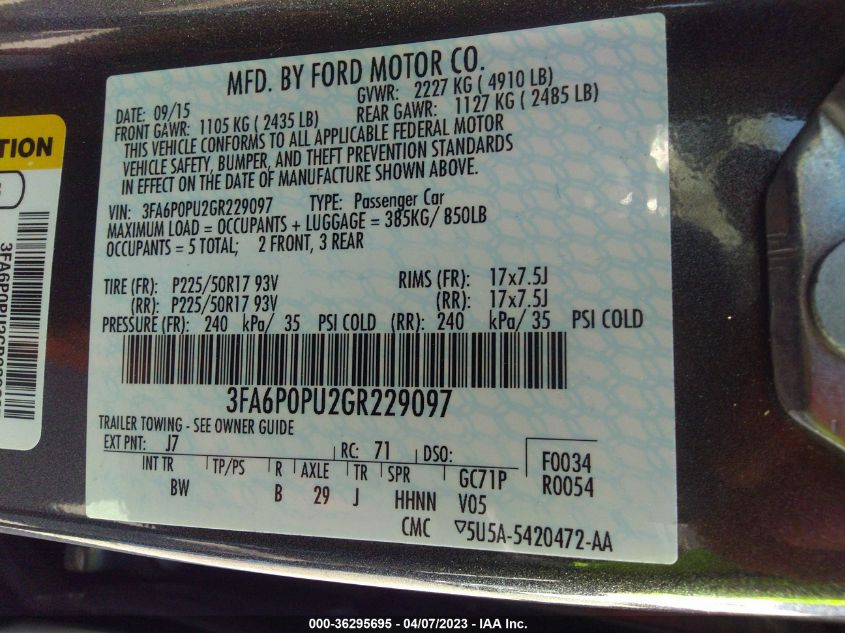 MFD. BY FORD MOTOR CO.
DATE: 09/15 GVWR: 2227 KG ( 4910 LB)
FRONT GAWR: 1105 KG ( 2435 LB) REAR GAWR: 1127 KG ( 2485 LB)
THIS VEHICLE CONFORMS TO ALL APPLICABLE FEDERAL MOTOR
VEHICLE SAFETY, BUMPER, AND THEFT PREVENTION STANDARDS
IN EFFECT ON THE DATE OF MANUFACTURE SHOWN ABOVE.
VIN: 3FA6P0PU2GR229097 TYPE: Passenger Car
MAXIMUM LOAD = OCCUPANTS + LUGGAGE = 385KG/ 850LB
OCCUPANTS = 5 TOTAL; 2 FRONT, 3 REAR
TIRE (FR): P225/50R17 93V RIMS (FR): 17x7.5J
(RR): P225/50R17 93V (RR): 17x7.5J
PRESSURE (FR): 240 kPa/ 35 PSI COLD (RR): 240 kPa/ 35 PSI COLD
3FA6P0PU2GR229097
TRAILER TOWING - SEE OWNER GUIDE
EXT PNT: J7 RC: 71 DSO: F0034
INT TR TP/PS R AXLE TR SPR GC71P R0054
BW B 29 J HHNN V05
CMC ▽5U5A-5420472-AA
TION
000-36295695 - 04/07/2023 - IAA Inc.